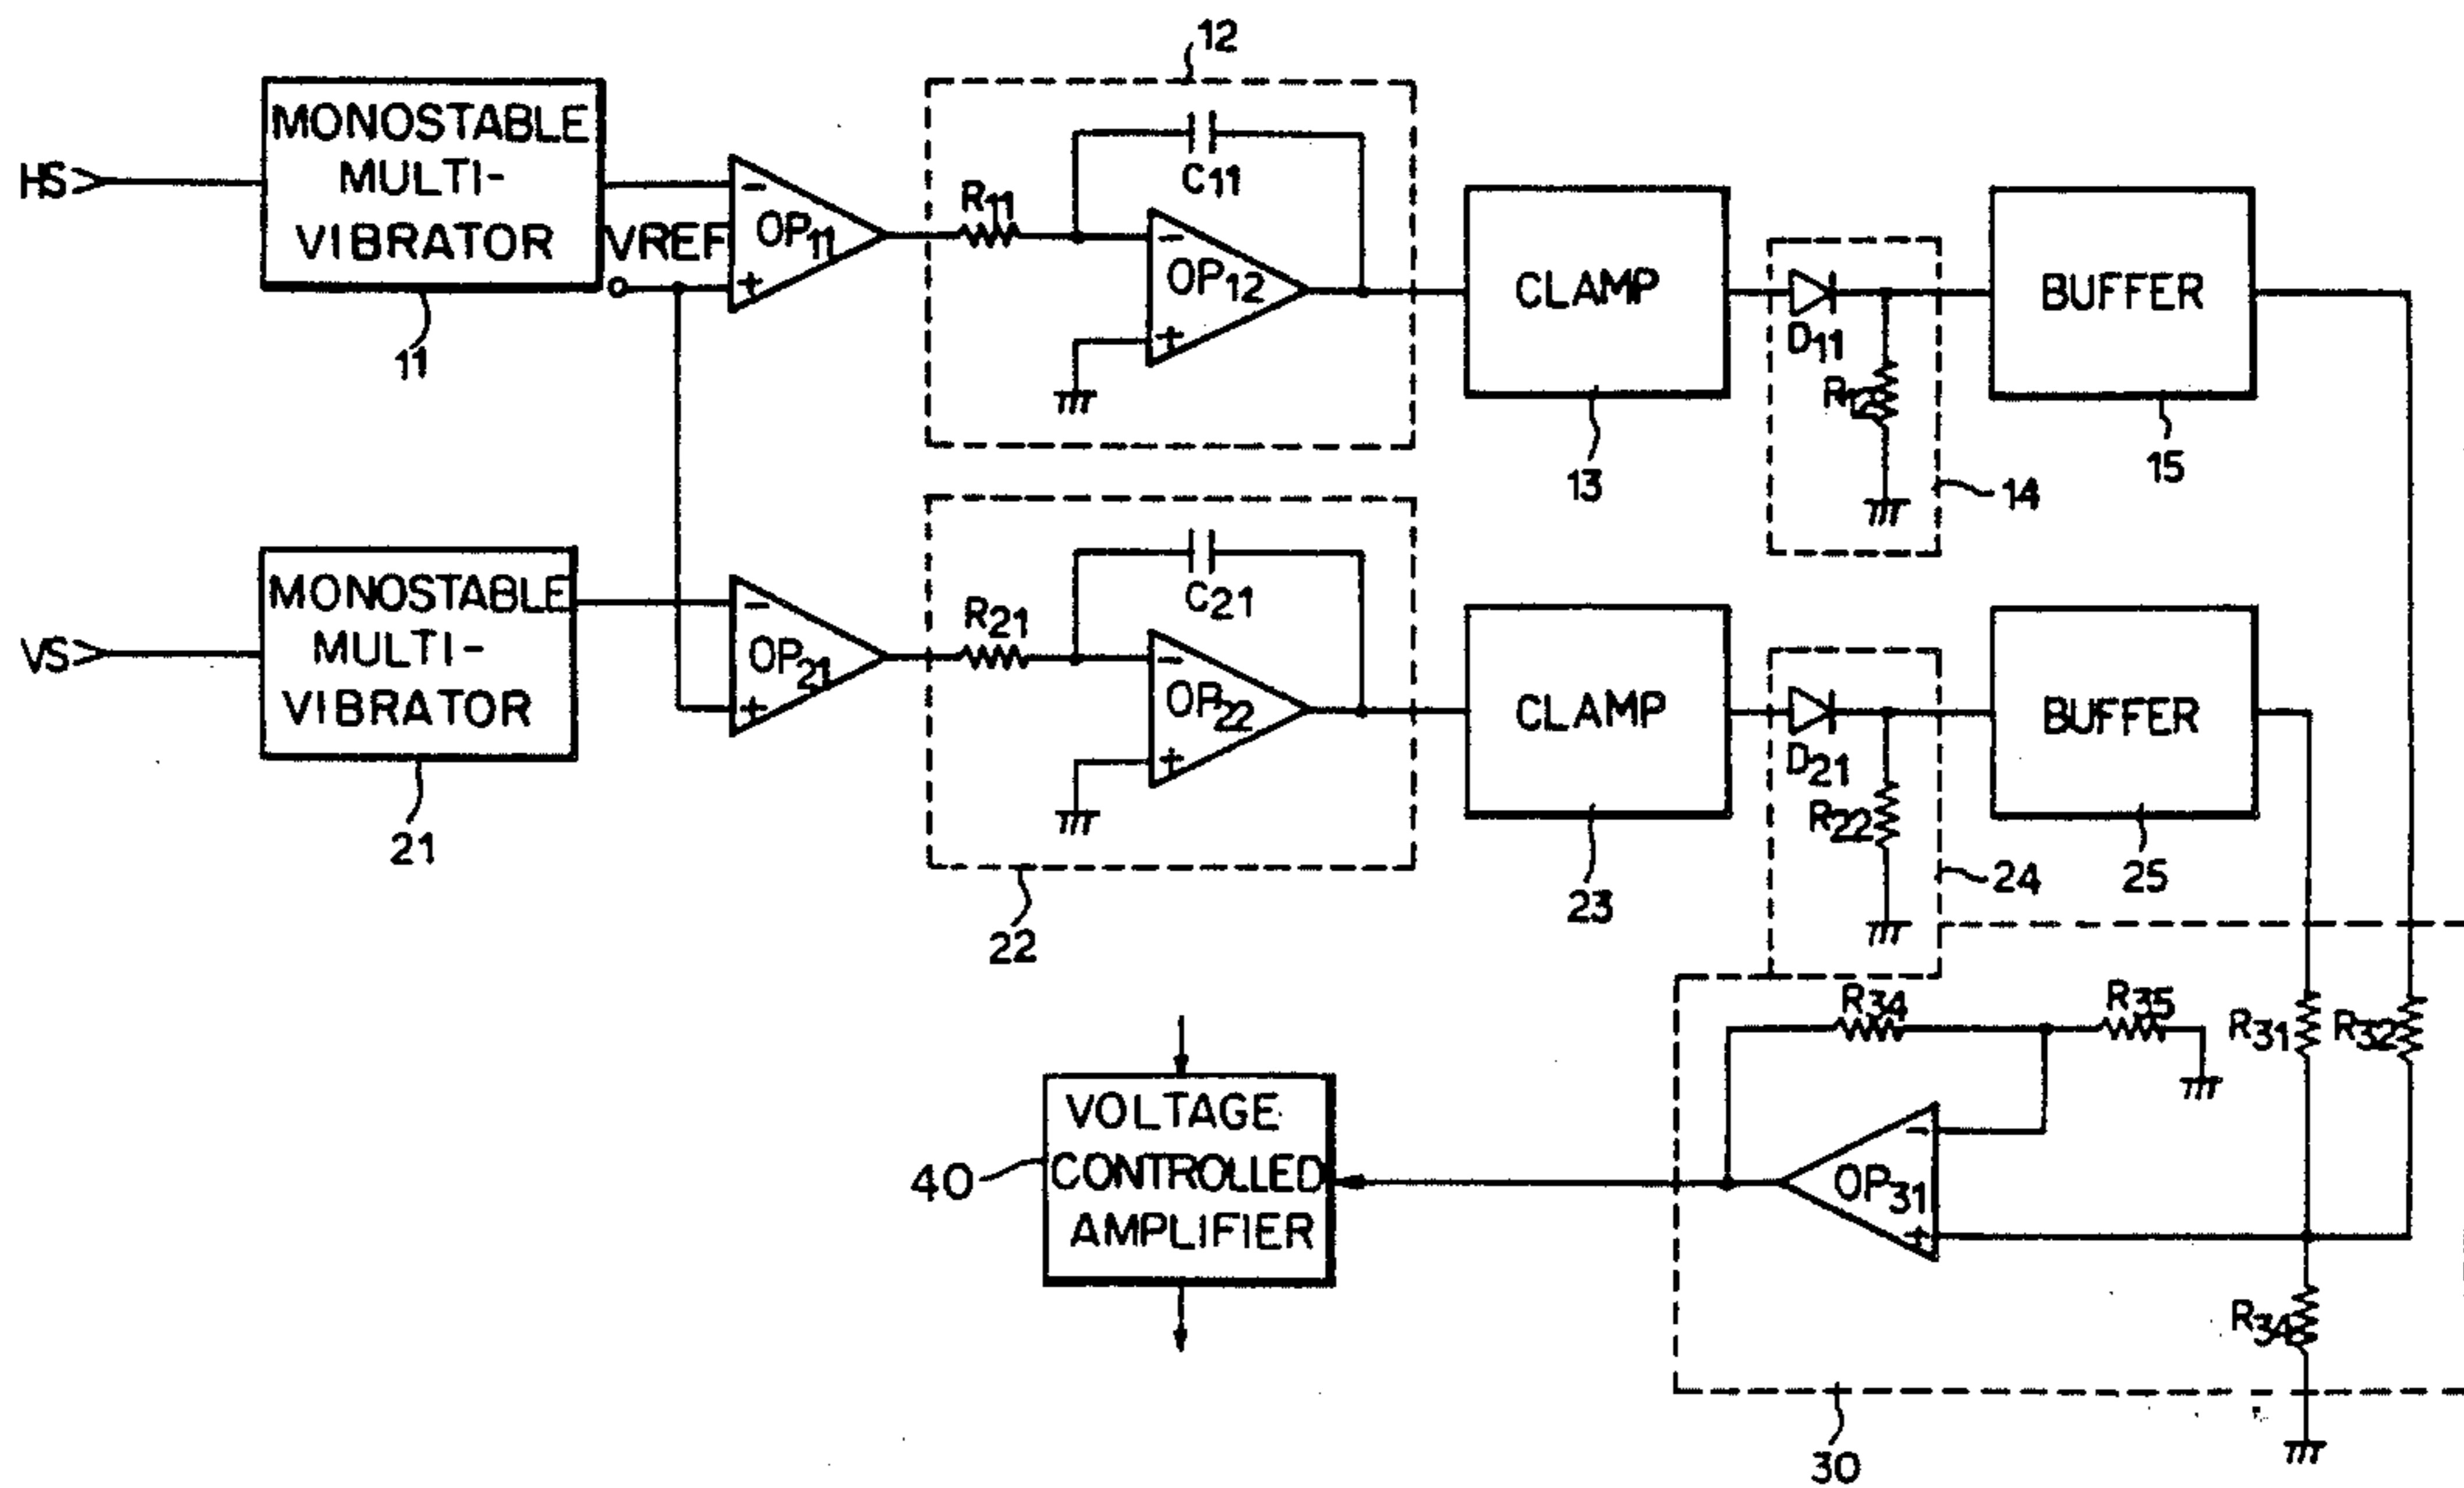 12
MONOSTABLE
MULTI-
VIBRATOR
HS
VREF
11
- OP11 +
R11
C11
- OP12 +
CLAMP
13
D11
R12
14
BUFFER
15
MONOSTABLE
MULTI-
VIBRATOR
VS
21
- OP21 +
R21
C21
- OP22 +
22
CLAMP
23
D21
R22
24
BUFFER
25
R34
R35
R31
R32
VOLTAGE
CONTROLLED
AMPLIFIER
40
- OP31 +
R34
30